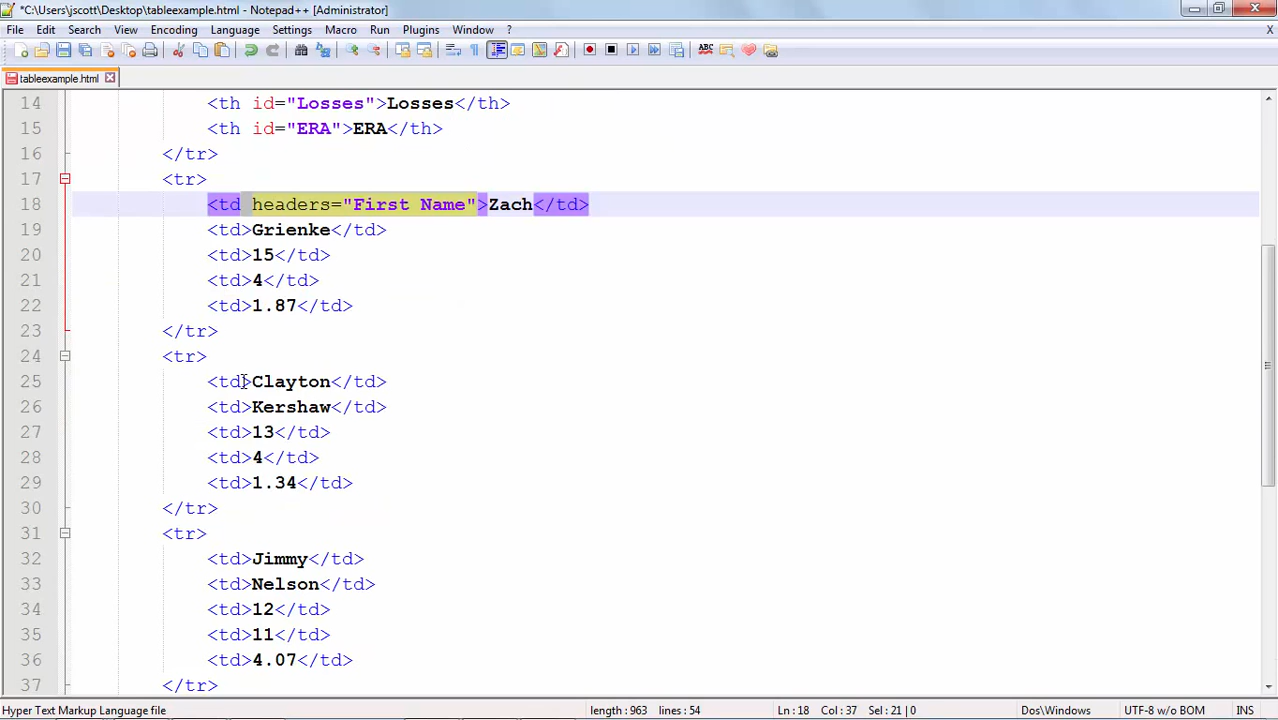 *C:\Users\jscott\Desktop\tableexample.html - Notepad++ [Administrator]
File Edit Search View Encoding Language Settings Macro Run Plugins Window ? X
ABC
tableexample.html
14 <th id="Losses">Losses</th>
15 <th id="ERA">ERA</th>
16 </tr>
17 <tr>
18 <td headers="First Name">Zach</td>
19 <td>Grienke</td>
20 <td>15</td>
21 <td>4</td>
22 <td>1.87</td>
23 </tr>
24 <tr>
25 <td>Clayton</td>
26 <td>Kershaw</td>
27 <td>13</td>
28 <td>4</td>
29 <td>1.34</td>
30 </tr>
31 <tr>
32 <td>Jimmy</td>
33 <td>Nelson</td>
34 <td>12</td>
35 <td>11</td>
36 <td>4.07</td>
37 </tr>
Hyper Text Markup Language file length : 963 lines : 54 Ln : 18 Col : 37 Sel : 21 | 0 Dos\Windows UTF-8 w/o BOM INS